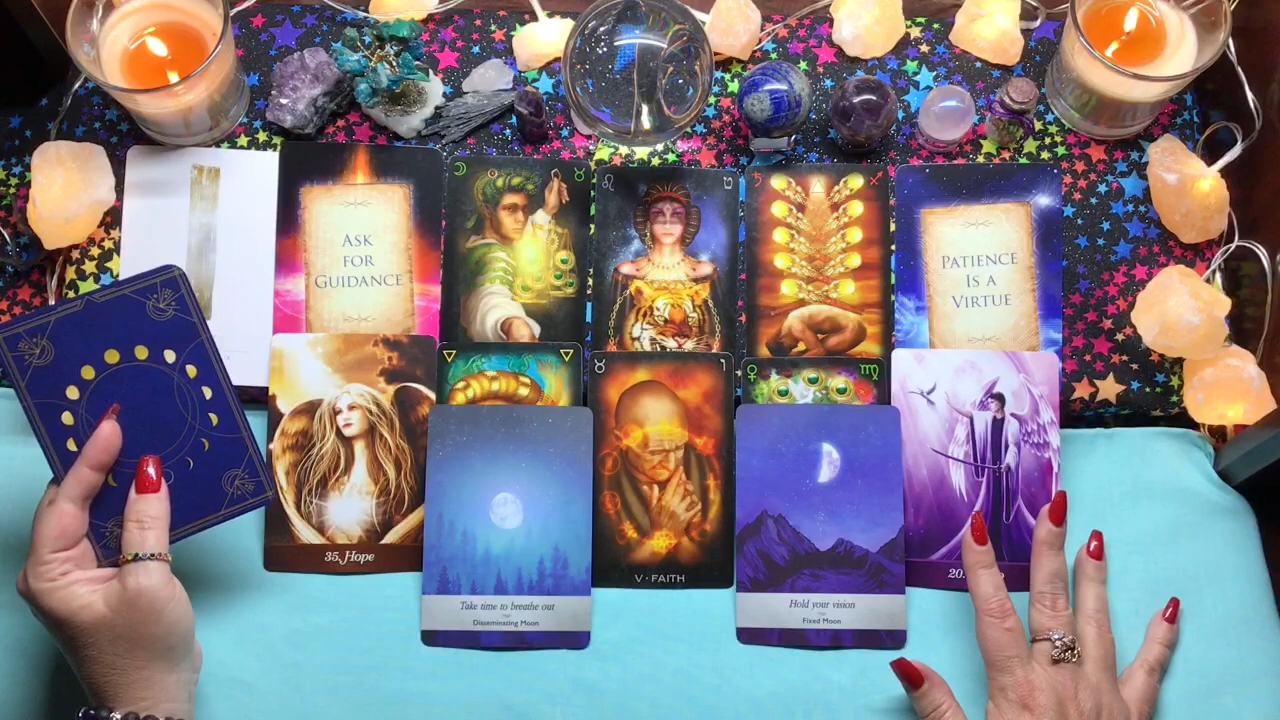 ASK
FOR
GUIDANCE
PATIENCE
IS A
VIRTUE
35. Hope
Take time to breathe out
Disseminating Moon
V · FAITH
Hold your vision
Fixed Moon
20.